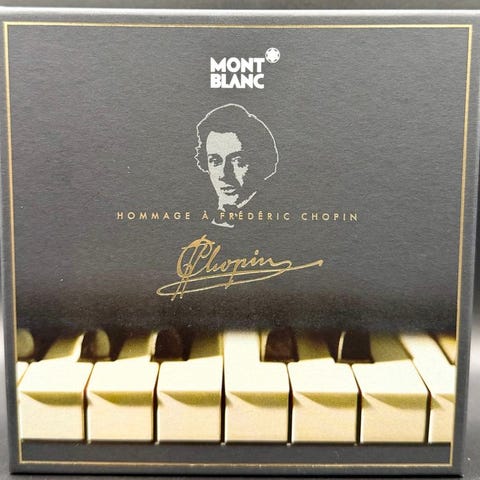 MONT
BLANC
HOMMAGE À FRÉDÉRIC CHOPIN
Chopin